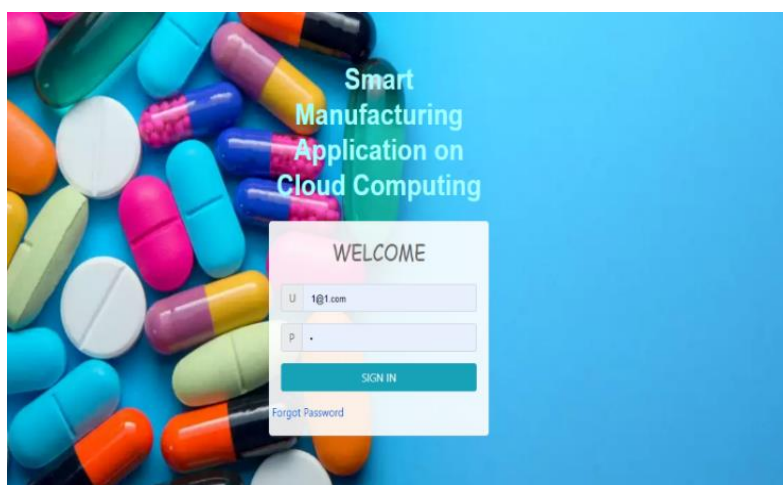 Smart
Manufacturing
Application on
Cloud Computing
WELCOME
U 1@1.com
P •
SIGN IN
Forgot Password